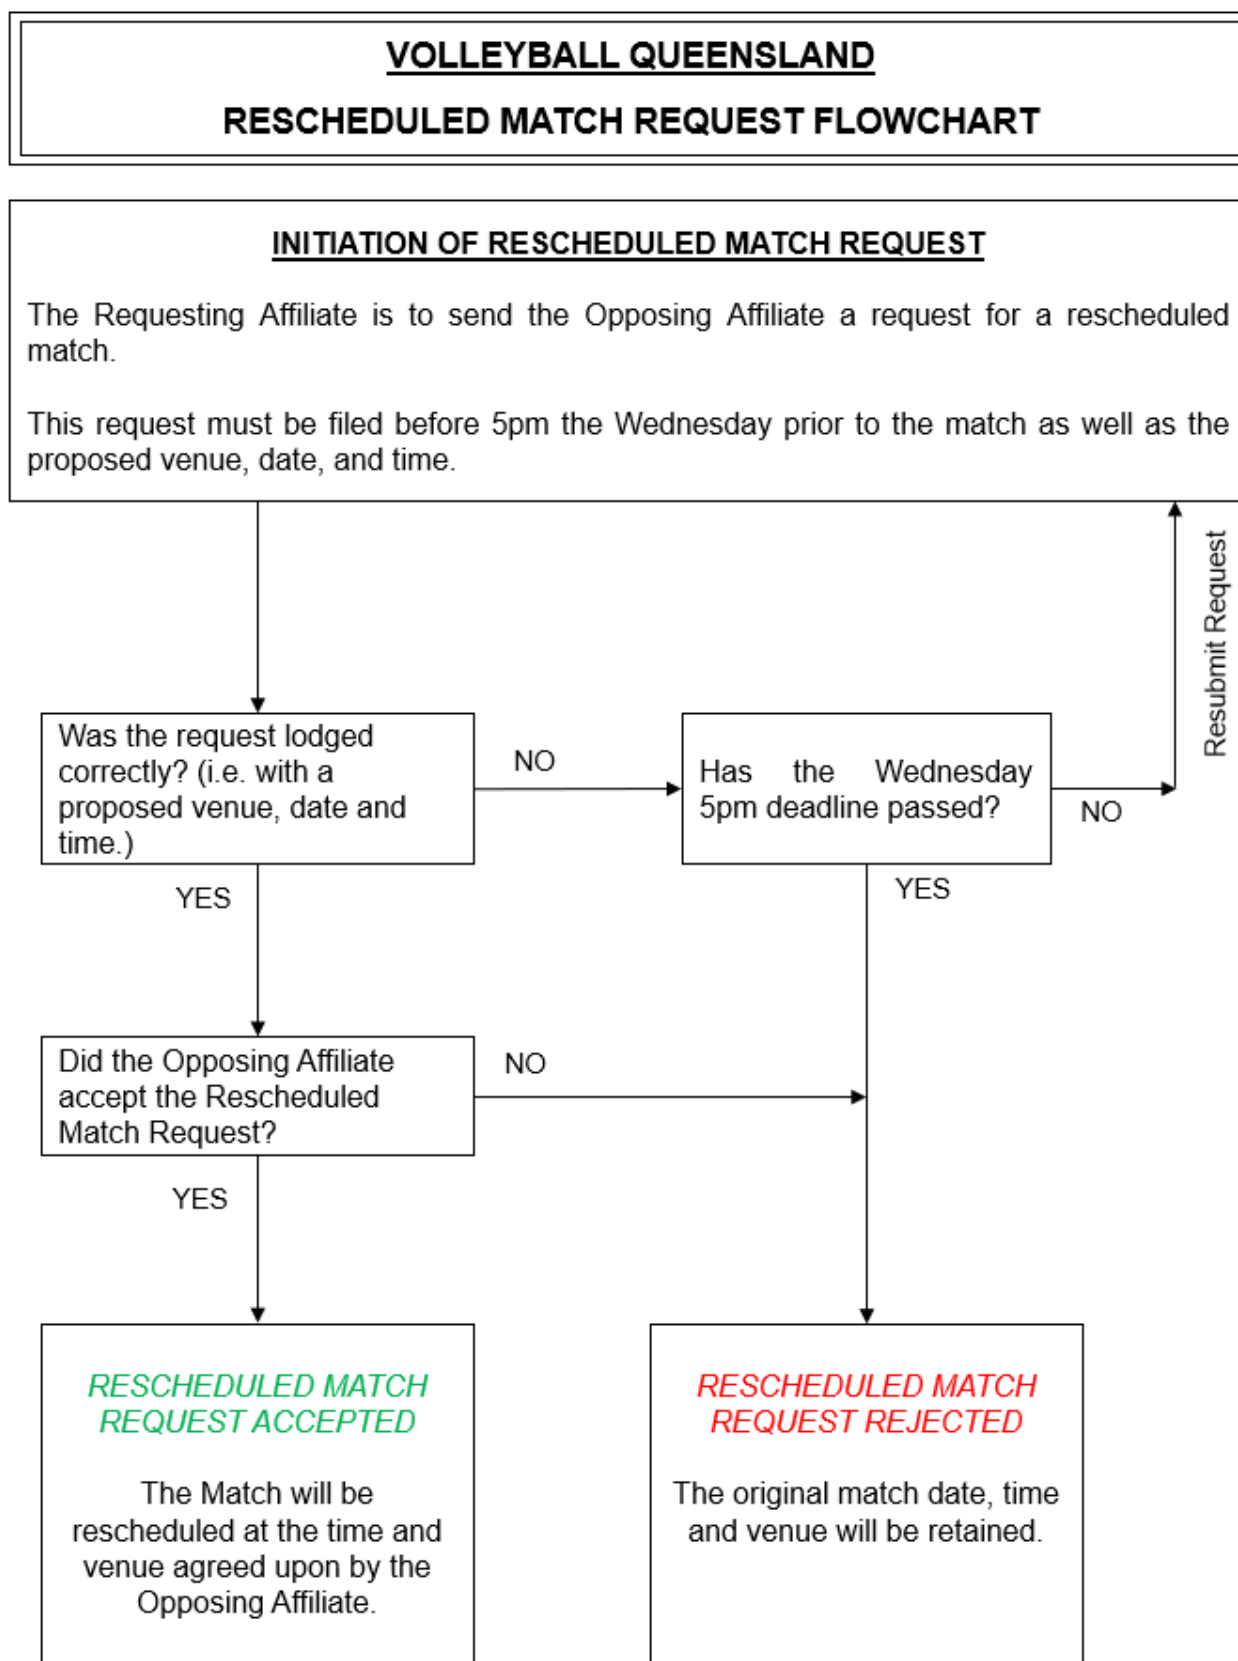 VOLLEYBALL QUEENSLAND
RESCHEDULED MATCH REQUEST FLOWCHART
INITIATION OF RESCHEDULED MATCH REQUEST
The Requesting Affiliate is to send the Opposing Affiliate a request for a rescheduled
match.
This request must be filed before 5pm the Wednesday prior to the match as well as the
proposed venue, date, and time.
Resubmit Request
Was the request lodged
correctly? (i.e. with a
proposed venue, date and
time.)
NO
Has the Wednesday
5pm deadline passed?
NO
YES
YES
Did the Opposing Affiliate
accept the Rescheduled
Match Request?
NO
YES
RESCHEDULED MATCH
REQUEST ACCEPTED
The Match will be
rescheduled at the time and
venue agreed upon by the
Opposing Affiliate.
RESCHEDULED MATCH
REQUEST REJECTED
The original match date, time
and venue will be retained.